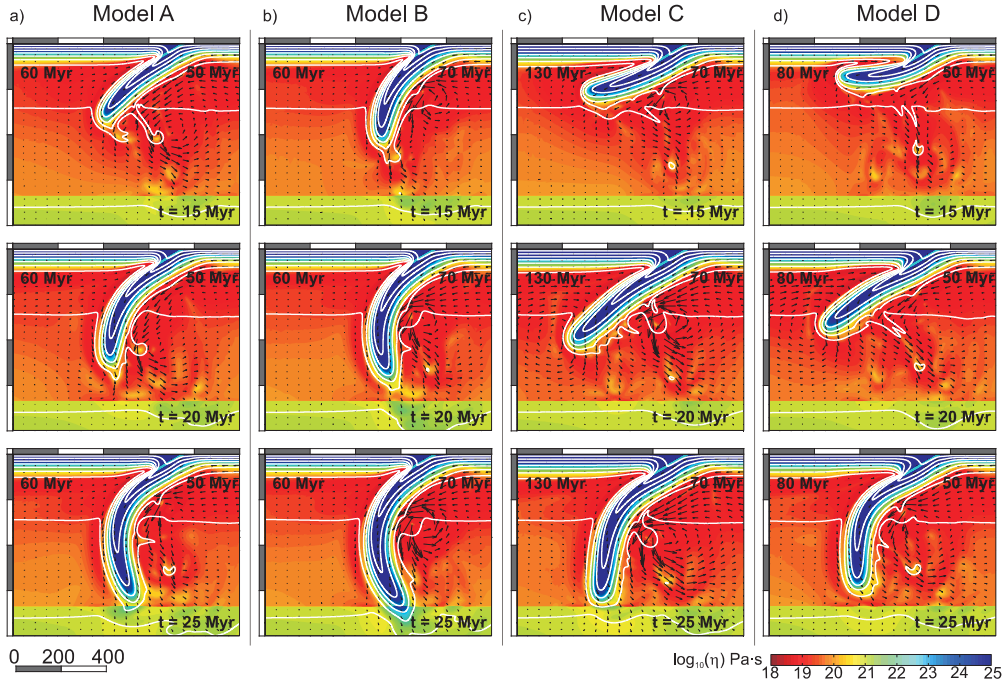 a) Model A b) Model B c) Model C d) Model D
60 Myr 50 Myr 60 Myr 70 Myr 130 Myr 70 Myr 80 Myr 50 Myr
t = 15 Myr t = 15 Myr t = 15 Myr t = 15 Myr
60 Myr 50 Myr 60 Myr 70 Myr 130 Myr 70 Myr 80 Myr 50 Myr
t = 20 Myr t = 20 Myr t = 20 Myr t = 20 Myr
60 Myr 50 Myr 60 Myr 70 Myr 130 Myr 70 Myr 80 Myr 50 Myr
t = 25 Myr t = 25 Myr t = 25 Myr t = 25 Myr
0 200 400
log₁₀(η) Pa·s
18 19 20 21 22 23 24 25